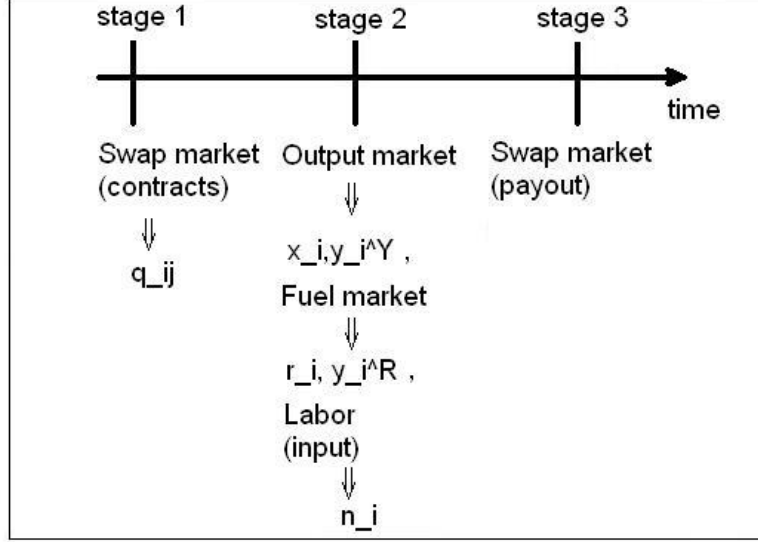 stage 1
stage 2
stage 3
time
Swap market
(contracts)
q_ij
Output market
x_i,y_i^Y ,
Fuel market
r_i, y_i^R ,
Labor
(input)
n_i
Swap market
(payout)